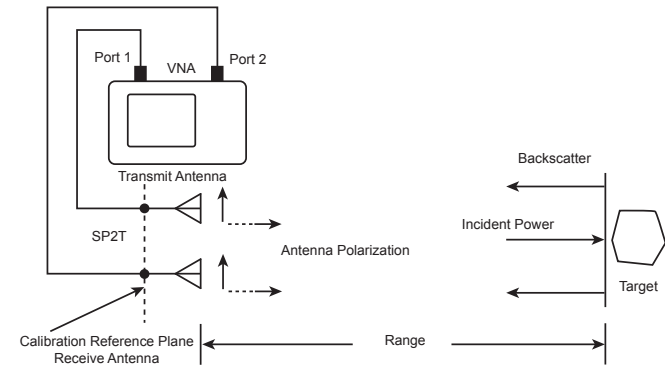 Port 1
VNA
Port 2
Transmit Antenna
SP2T
Antenna Polarization
Backscatter
Incident Power
Target
Calibration Reference Plane
Receive Antenna
Range